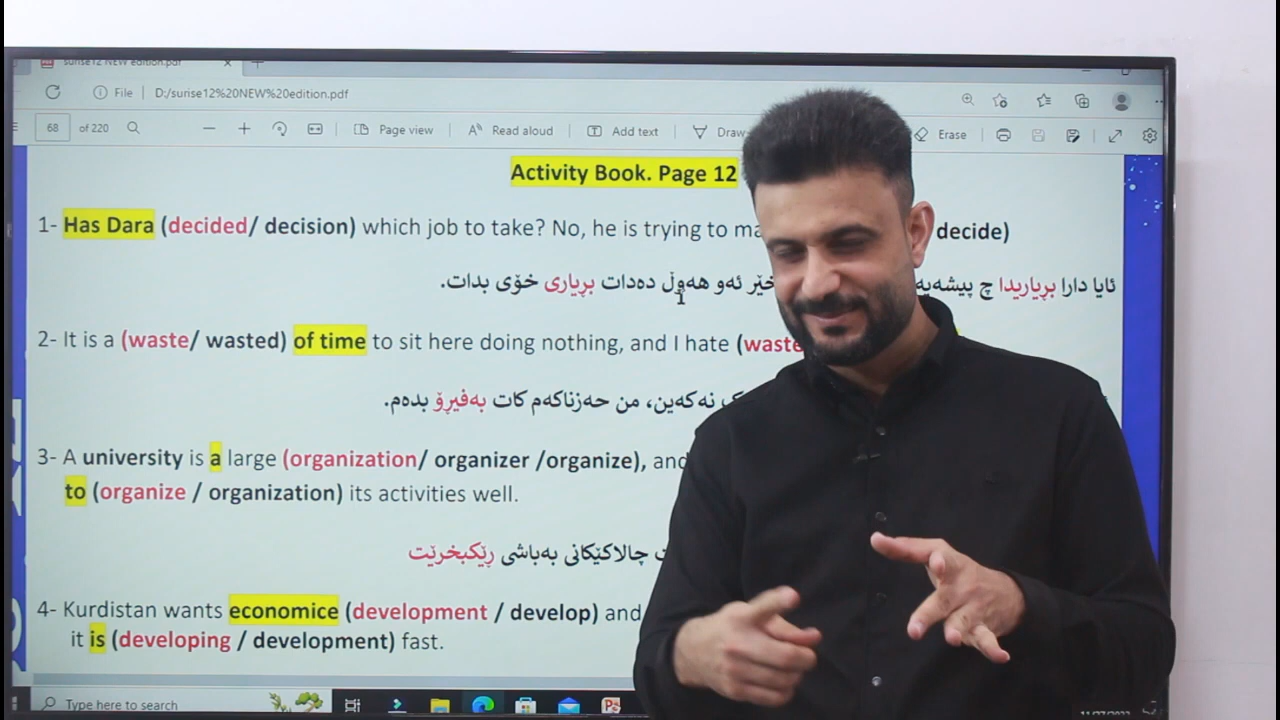 sunse12 NEW edition.pdf
File D:/surise12%20NEW%20edition.pdf
68 of 220 Page view Read aloud Add text Draw Erase
Activity Book. Page 12
1- Has Dara (decided/ decision) which job to take? No, he is trying to decide)
ئایا دارا بڕیاریدا چ ئەو هەوڵ دەدات بڕیاری خۆی بدات.
2- It is a (waste/ wasted) of time to sit here doing nothing, and I hate (waste
نەکەین، من حەزناکەم کات بەفیڕۆ بدەم.
3- A university is a large (organization/ organizer /organize), and
to (organize / organization) its activities well.
چالاکێکانی بەباشی ڕێکبخرێت
4- Kurdistan wants economice (development / develop) and
it is (developing / development) fast.
Type here to search